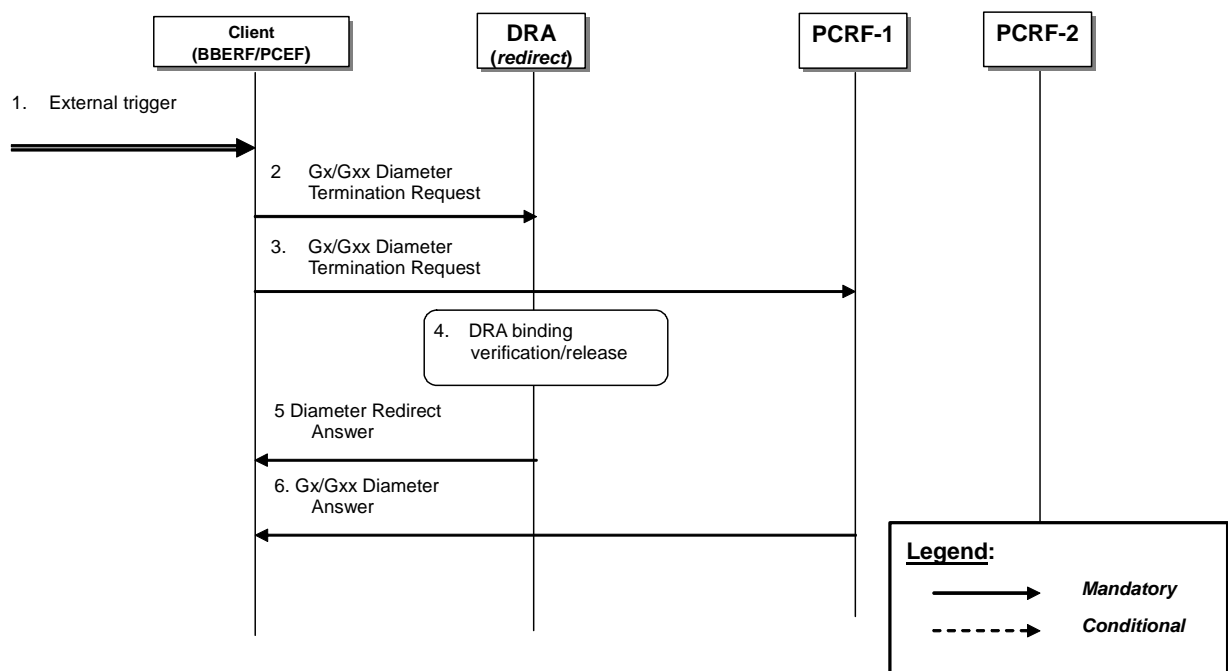 Client
(BBERF/PCEF)
DRA
(redirect)
PCRF-1
PCRF-2
1. External trigger
2 Gx/Gxx Diameter
Termination Request
3. Gx/Gxx Diameter
Termination Request
4. DRA binding
verification/release
5 Diameter Redirect
Answer
6. Gx/Gxx Diameter
Answer
Legend:
Mandatory
Conditional